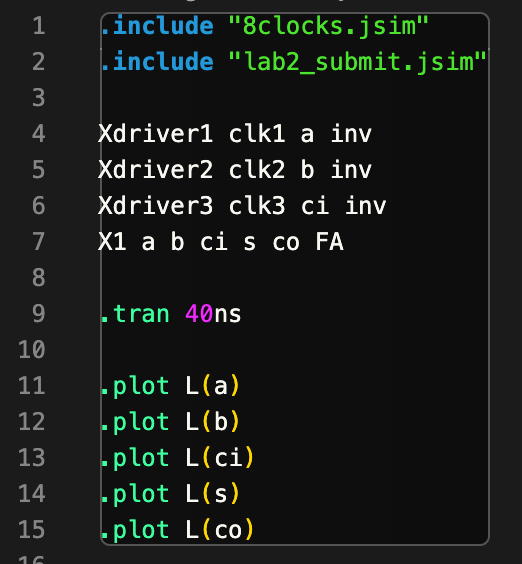 1 .include "8clocks.jsim"
2 .include "lab2_submit.jsim"
3
4 Xdriver1 clk1 a inv
5 Xdriver2 clk2 b inv
6 Xdriver3 clk3 ci inv
7 X1 a b ci s co FA
8
9 .tran 40ns
10
11 .plot L(a)
12 .plot L(b)
13 .plot L(ci)
14 .plot L(s)
15 .plot L(co)
16